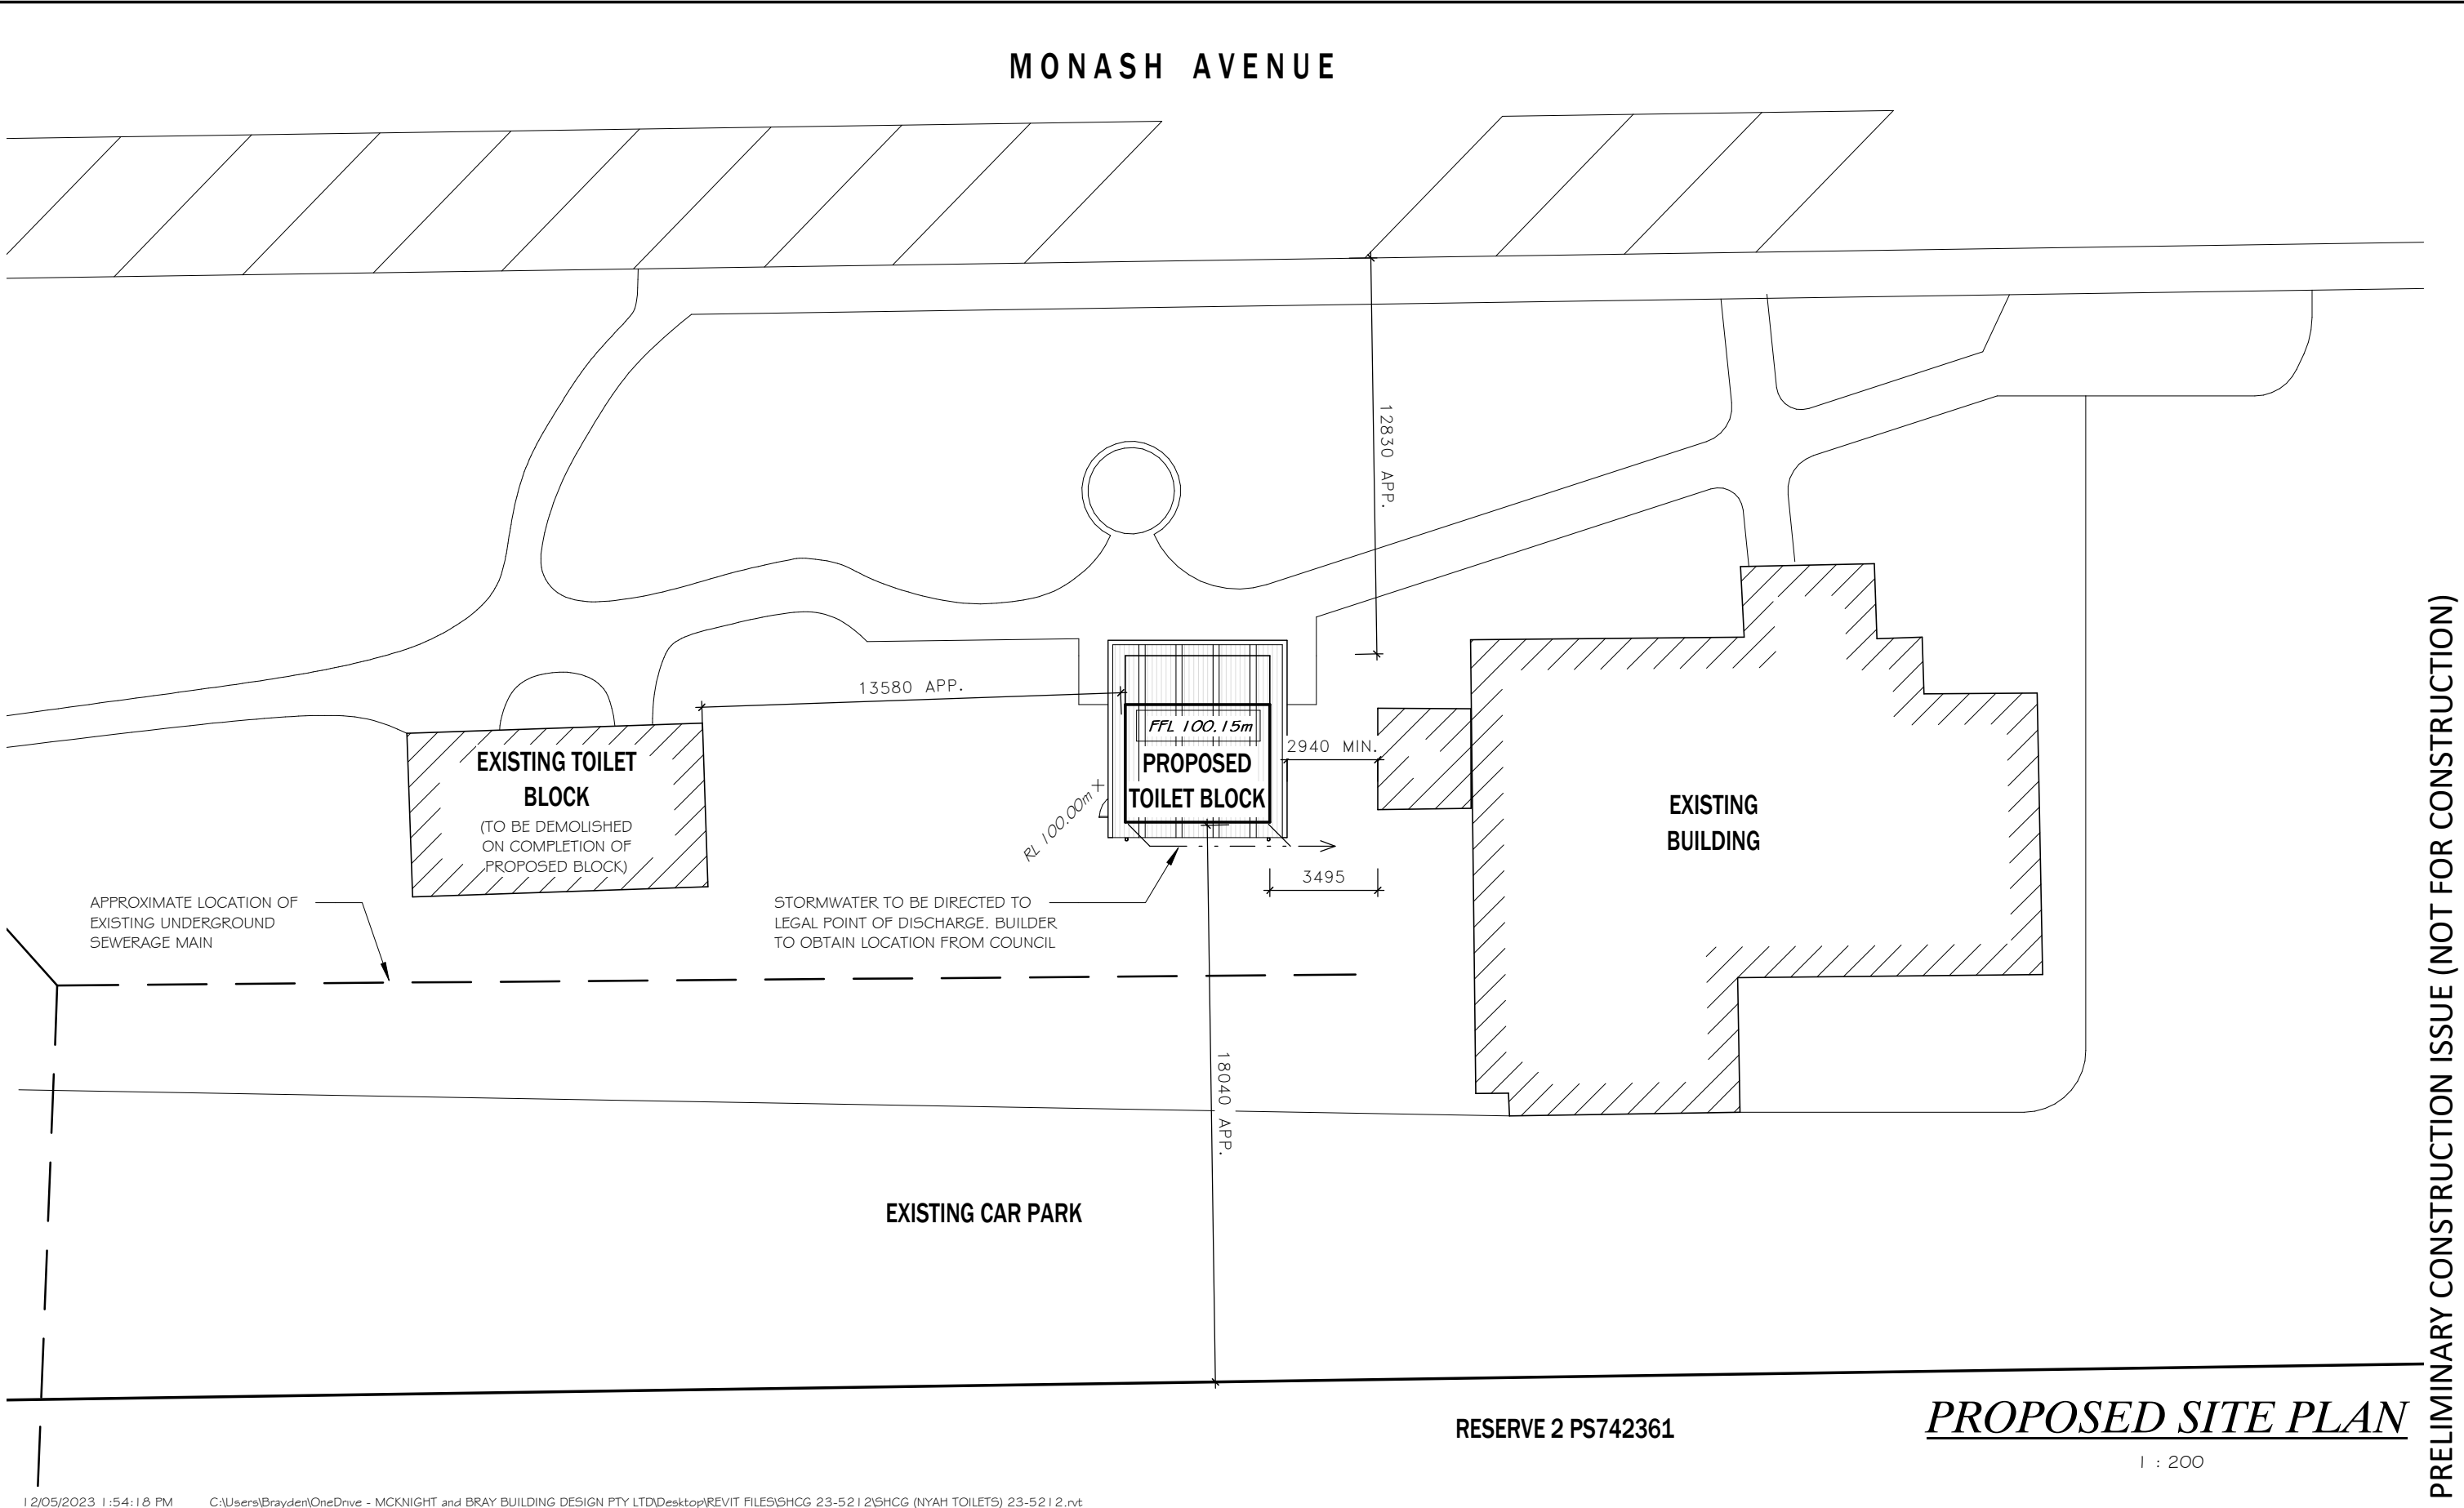 MONASH AVENUE
12830 APP.
13580 APP.
FFL 100.15m
PROPOSED
TOILET BLOCK
2940 MIN.
RL 100.00m
3495
EXISTING TOILET
BLOCK
(TO BE DEMOLISHED
ON COMPLETION OF
PROPOSED BLOCK)
EXISTING
BUILDING
APPROXIMATE LOCATION OF
EXISTING UNDERGROUND
SEWERAGE MAIN
STORMWATER TO BE DIRECTED TO
LEGAL POINT OF DISCHARGE. BUILDER
TO OBTAIN LOCATION FROM COUNCIL
18040 APP.
EXISTING CAR PARK
RESERVE 2 PS742361
PROPOSED SITE PLAN
1 : 200
PRELIMINARY CONSTRUCTION ISSUE (NOT FOR CONSTRUCTION)
12/05/2023 1:54:18 PM
C:\Users\Brayden\OneDrive - MCKNIGHT and BRAY BUILDING DESIGN PTY LTD\Desktop\REVIT FILES\SHCG 23-5212\SHCG (NYAH TOILETS) 23-5212.rvt